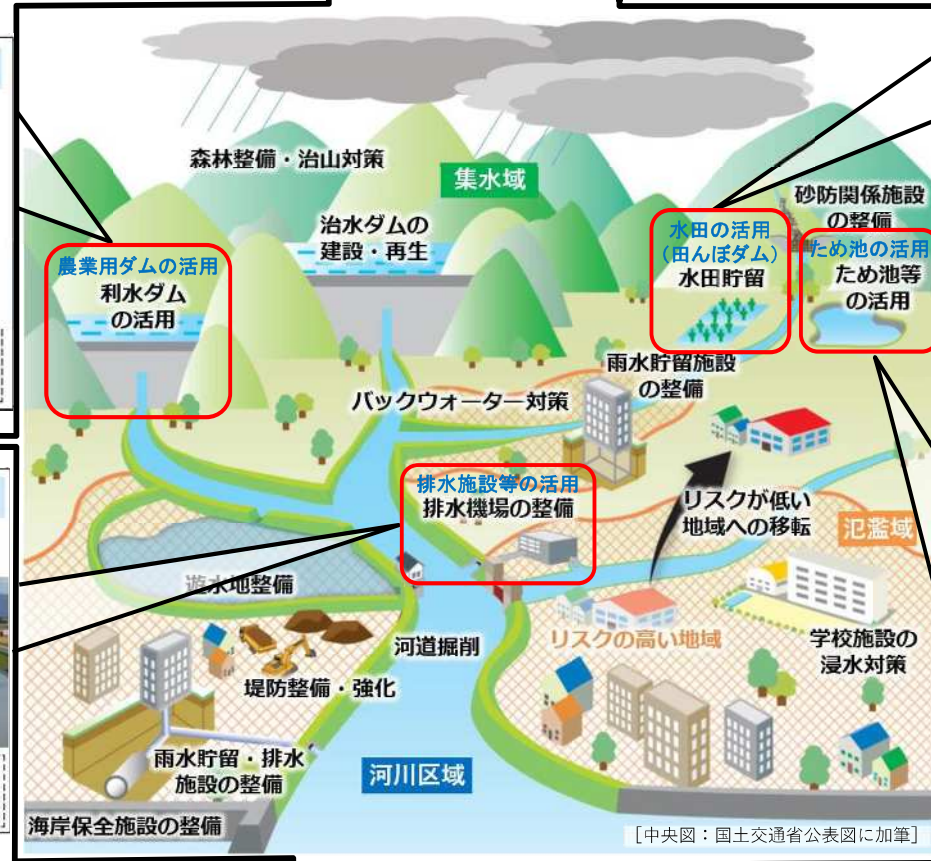 森林整備・治山対策
集水域
砂防関係施設
の整備
治水ダムの
建設・再生
水田の活用
(田んぼダム)
水田貯留
ため池の活用
ため池等
の活用
農業用ダムの活用
利水ダム
の活用
雨水貯留施設
の整備
バックウォーター対策
排水施設等の活用
排水機場の整備
リスクが低い
地域への移転
氾濫域
遊水地整備
河道掘削
リスクの高い地域
学校施設の
浸水対策
堤防整備・強化
雨水貯留・排水
施設の整備
河川区域
海岸保全施設の整備
[中央図:国土交通省公表図に加筆]